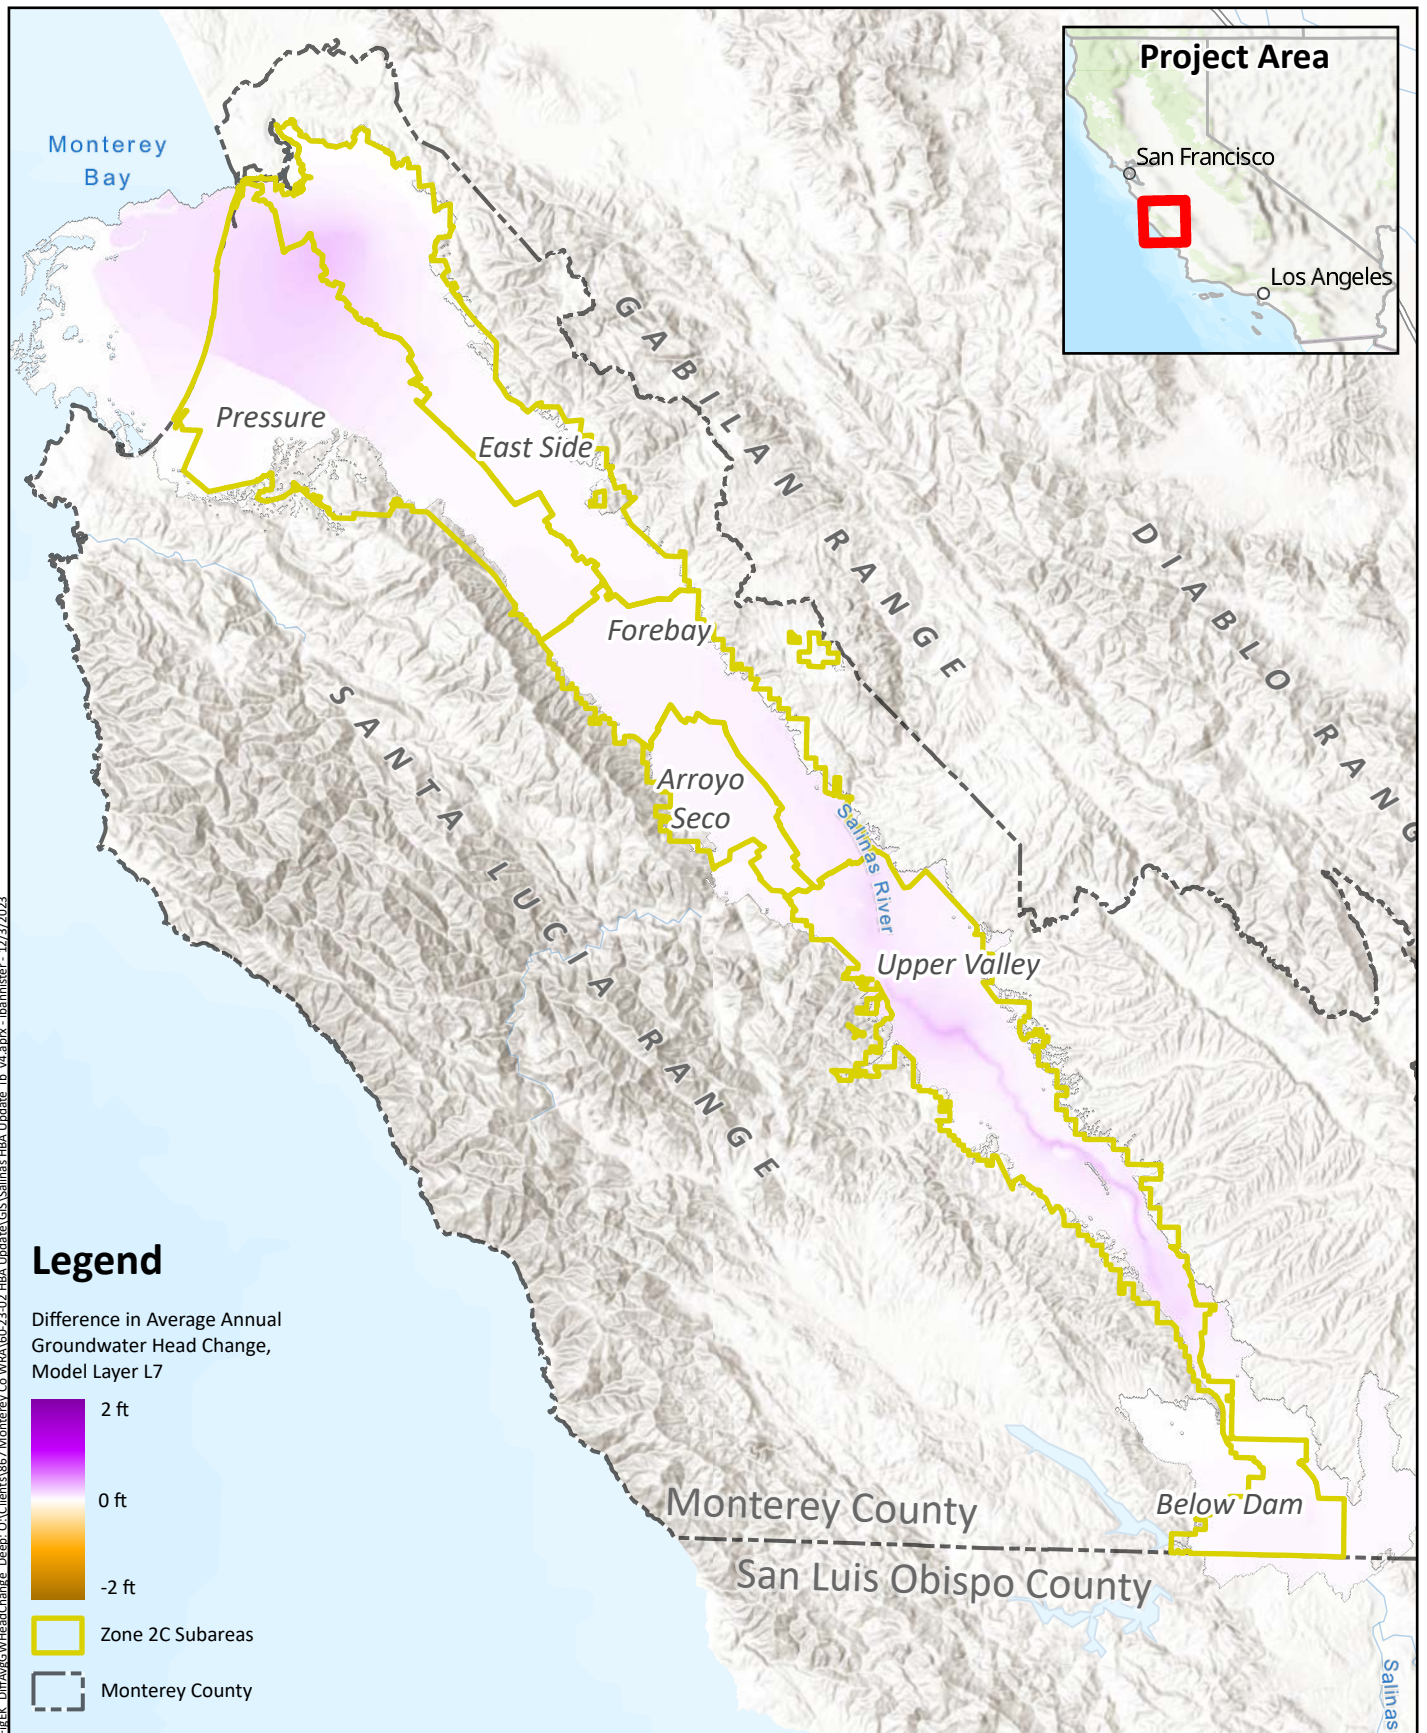 Project Area
San Francisco
Los Angeles
Monterey
Bay
GABILAN RANGE
DIABLO RANG
Pressure
East Side
Forebay
Arroyo
Seco
Salinas River
SANTA LUCIA RANGE
Upper Valley
Below Dam
Monterey County
San Luis Obispo County
Salinas
Legend
Difference in Average Annual
Groundwater Head Change,
Model Layer L7
2 ft
0 ft
-2 ft
Zone 2C Subareas
Monterey County